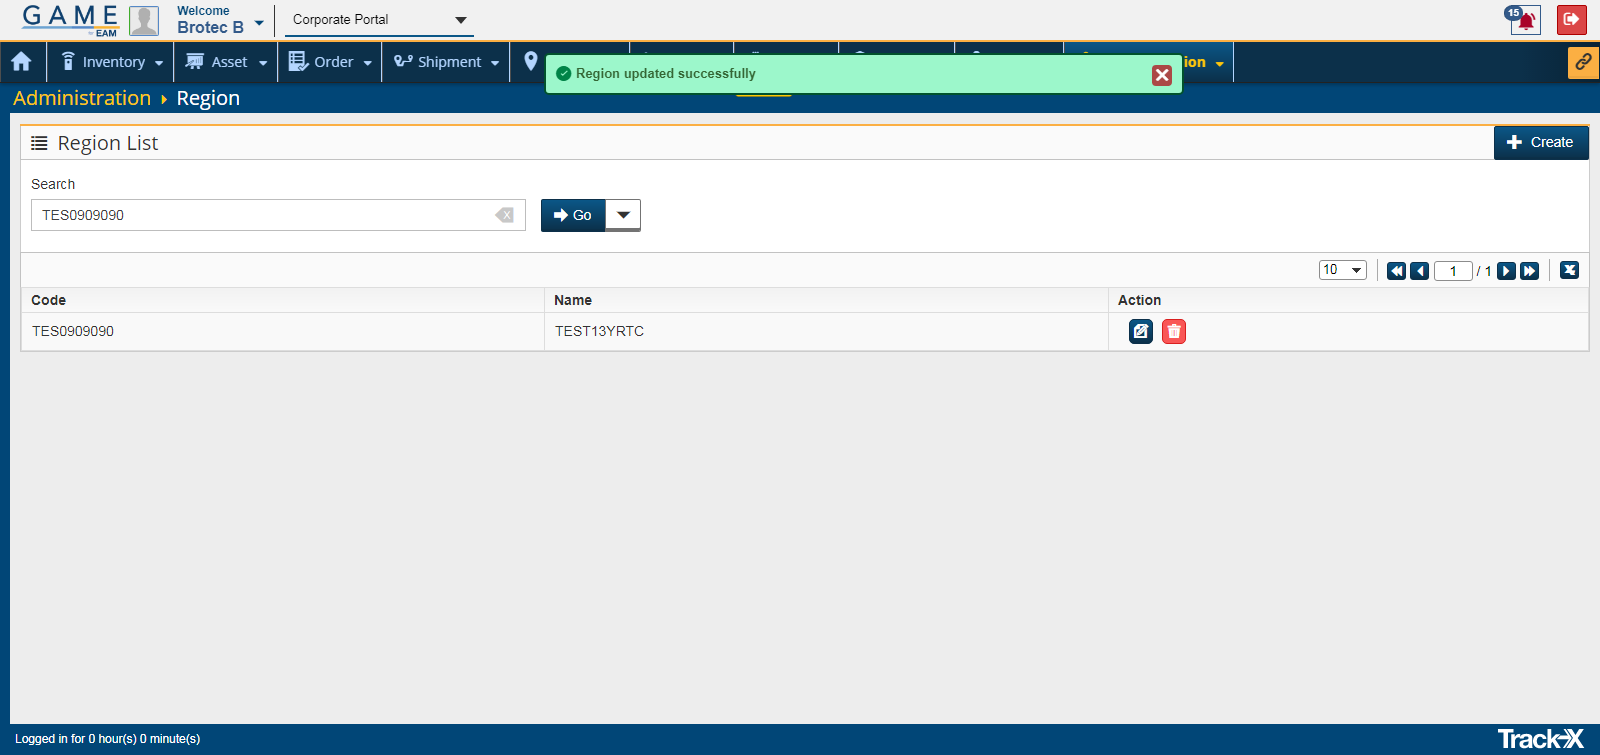 GAME
by EAM
Welcome
Brotec B
Corporate Portal
15
Inventory
Asset
Order
Shipment
ion
Region updated successfully
Administration Region
Region List
Create
Search
TES0909090
Go
10
1 / 1
Code Name Action
TES0909090 TEST13YRTC
Logged in for 0 hour(s) 0 minute(s)
Track-X